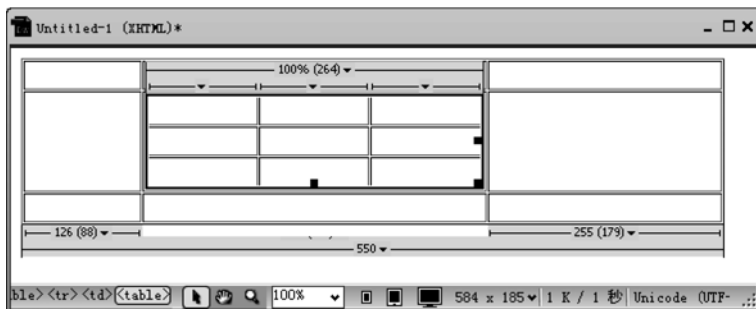 Untitled-1 (XHTML)*
100% (264)
126 (88)
255 (179)
550
ble> <tr> <td> <table> 100% 584 x 185 1 K / 1 秒 Unicode (UTF-